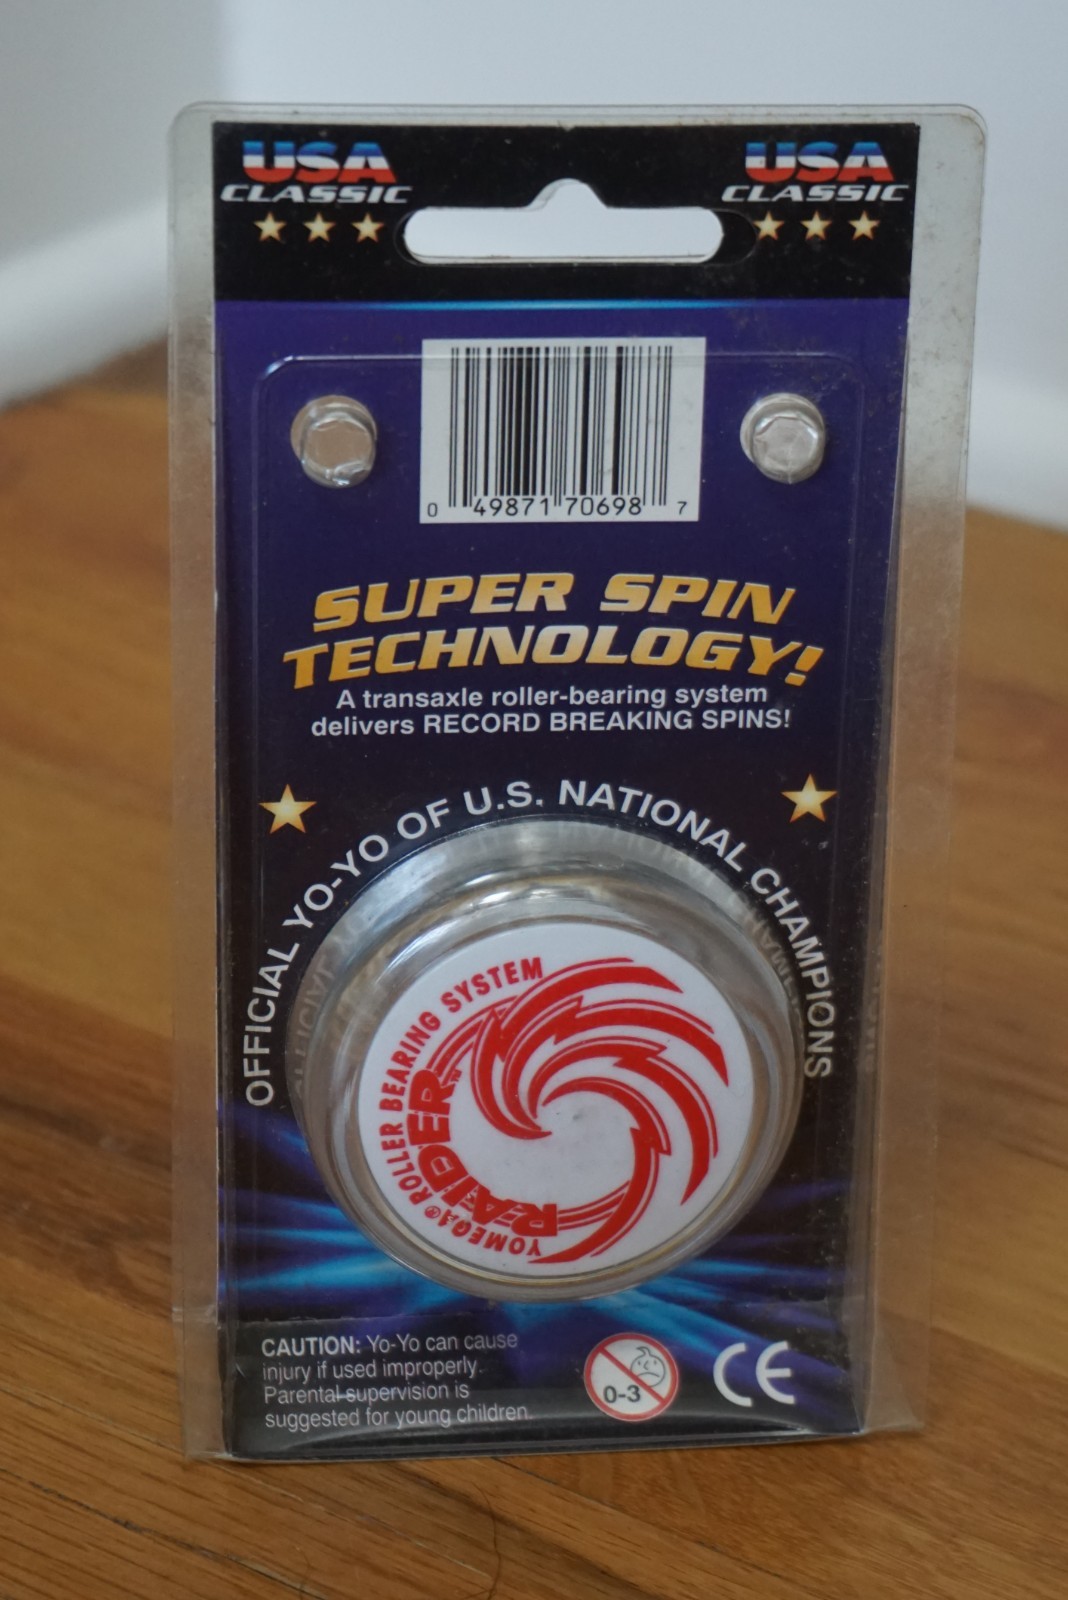 USA
CLASSIC
USA
CLASSIC
0 49871 70698 7
SUPER SPIN
TECHNOLOGY!
A transaxle roller-bearing system
delivers RECORD BREAKING SPINS!
OFFICIAL YO-YO OF U.S. NATIONAL CHAMPIONS
YOMEGA® ROLLER BEARING SYSTEM
RAIDER™
CAUTION: Yo-Yo can cause
injury if used improperly.
Parental supervision is
suggested for young children.
0-3
CE